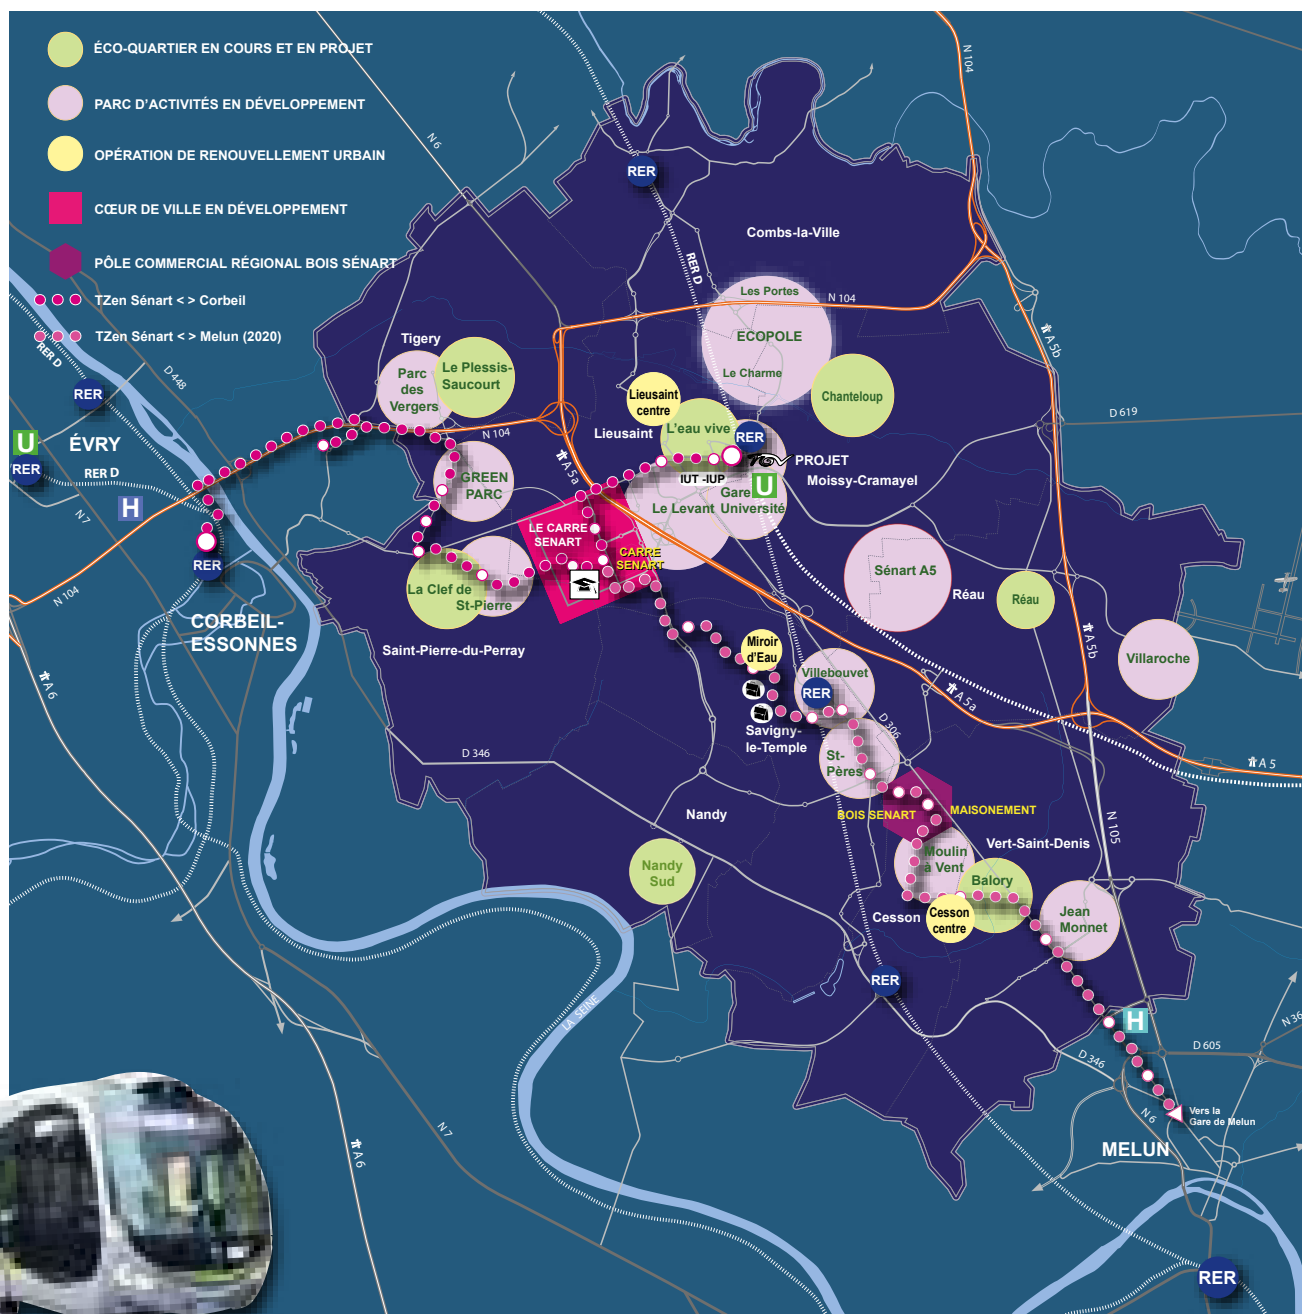 ÉCO-QUARTIER EN COURS ET EN PROJET
PARC D'ACTIVITÉS EN DÉVELOPPEMENT
OPÉRATION DE RENOUVELLEMENT URBAIN
CŒUR DE VILLE EN DÉVELOPPEMENT
PÔLE COMMERCIAL RÉGIONAL BOIS SÉNART
TZen Sénart < > Corbeil
TZen Sénart < > Melun (2020)
N 6
N 104
RER
RER D
Combs-la-Ville
Les Portes
N 104
ECOPOLE
Le Charme
Chanteloup
A 5b
D 619
Tigery
Parc
des
Vergers
Le Plessis-
Saucourt
N 104
RER D
D 448
RER
U
ÉVRY
RER
RER D
H
N 7
N 104
RER
CORBEIL-
ESSONNES
A 6
Lieusaint
centre
Lieusaint
L'eau vive
RER
PROJET
IUT -IUP
U
Moissy-Cramayel
Gare
Université
Le Levant
A 5a
GREEN
PARC
LE CARRE
SENART
CARRE
SENART
La Clef de
St-Pierre
Saint-Pierre-du-Perray
Sénart A5
Réau
Réau
A 5b
Villaroche
Miroir
d'Eau
Villebouvet
RER
A 5a
D 306
Savigny-
le-Temple
St-
Pères
A 5
D 346
Nandy
BOIS SENART
MAISONEMENT
N 105
Vert-Saint-Denis
Moulin
à Vent
Nandy
Sud
Balory
Cesson
Cesson
centre
Jean
Monnet
RER
LA SEINE
H
N 36
D 605
D 346
N 6
Vers la
Gare de Melun
MELUN
A 6
N 7
RER